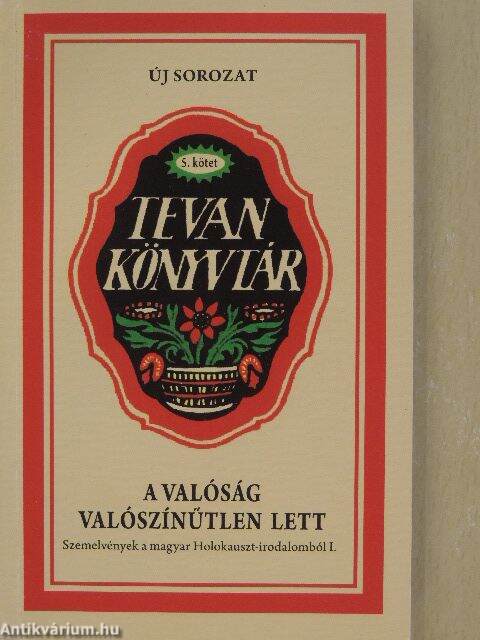 ÚJ SOROZAT
5. kötet
TEVAN
KÖNYVTÁR
A VALÓSÁG
VALÓSZÍNŰTLEN LETT
Szemelvények a magyar Holokauszt-irodalomból I.
Antikvárium.hu